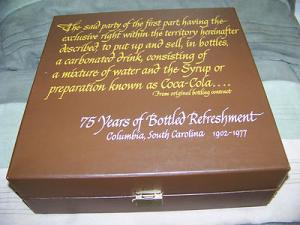 The said party of the first part, having the
exclusive right within the territory hereinafter
described to put up and sell, in bottles,
a carbonated drink, consisting of
a mixture of water and the Syrup or
preparation known as Coca-Cola....
From original bottling contract
75 Years of Bottled Refreshment
Columbia, South Carolina 1902-1977